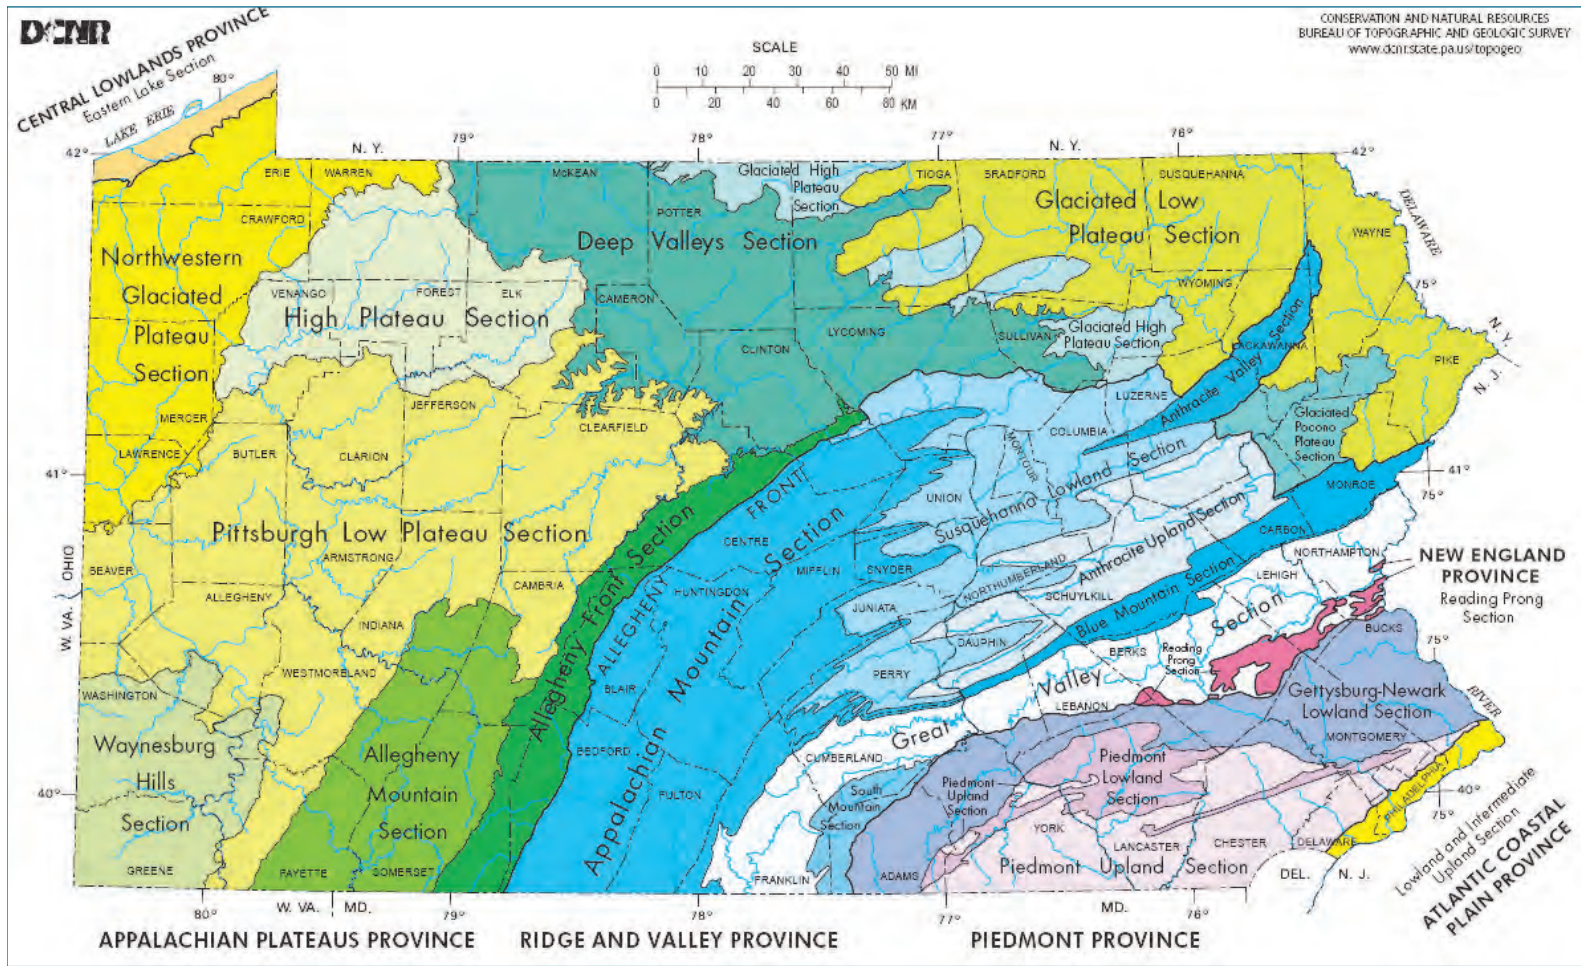 DCNR
CONSERVATION AND NATURAL RESOURCES
BUREAU OF TOPOGRAPHIC AND GEOLOGIC SURVEY
www.dcnr.state.pa.us/topogeo
SCALE
0 10 20 30 40 50 MI
0 20 40 60 80 KM
CENTRAL LOWLANDS PROVINCE
Eastern Lake Section
LAKE ERIE
80°
42°
N. Y.
79°
78°
77°
N. Y.
76°
42°
ERIE
WARREN
McKEAN
Glaciated High
Plateau
Section
TIOGA
BRADFORD
SUSQUEHANNA
CRAWFORD
POTTER
Glaciated Low
Plateau Section
WAYNE
DELAWARE
Northwestern
Glaciated
Plateau
Section
Deep Valleys Section
VENANGO
FOREST
ELK
CAMERON
WYOMING
75°
High Plateau Section
CLINTON
LYCOMING
SULLIVAN
Glaciated High
Plateau Section
LACKAWANNA
Anthracite Valley Section
PIKE
N. Y.
N. J.
MERCER
JEFFERSON
CLEARFIELD
LUZERNE
COLUMBIA
MONTOUR
Glaciated
Pocono
Plateau
Section
LAWRENCE
BUTLER
CLARION
41°
41°
75°
MONROE
Pittsburgh Low Plateau Section
ARMSTRONG
FRONT
CENTRE
UNION
Susquehanna Lowland Section
Anthracite Upland Section
CARBON
NORTHAMPTON
NEW ENGLAND
PROVINCE
Reading Prong
Section
OHIO
W. VA.
BEAVER
ALLEGHENY
CAMBRIA
Allegheny Front Section
ALLEGHENY
HUNTINGDON
MIFFLIN
SNYDER
NORTHUMBERLAND
SCHUYLKILL
LEHIGH
INDIANA
JUNIATA
Blue Mountain Section
DAUPHIN
BERKS
Reading
Prong
Section
BUCKS
75°
WESTMORELAND
BLAIR
PERRY
WASHINGTON
Great Valley Section
LEBANON
Gettysburg-Newark
Lowland Section
RIVER
MONTGOMERY
Waynesburg
Hills
Section
Allegheny
Mountain
Section
BEDFORD
Appalachian Mountain Section
CUMBERLAND
Piedmont
Lowland
Section
Piedmont
Upland
Section
South
Mountain
Section
40°
FULTON
PHILADELPHIA
40°
75°
YORK
LANCASTER
CHESTER
DELAWARE
GREENE
FAYETTE
SOMERSET
FRANKLIN
ADAMS
Piedmont Upland Section
DEL.
N. J.
Lowland and Intermediate
Upland Section
ATLANTIC COASTAL
PLAIN PROVINCE
80°
W. VA.
MD.
79°
78°
77°
MD.
76°
APPALACHIAN PLATEAUS PROVINCE
RIDGE AND VALLEY PROVINCE
PIEDMONT PROVINCE